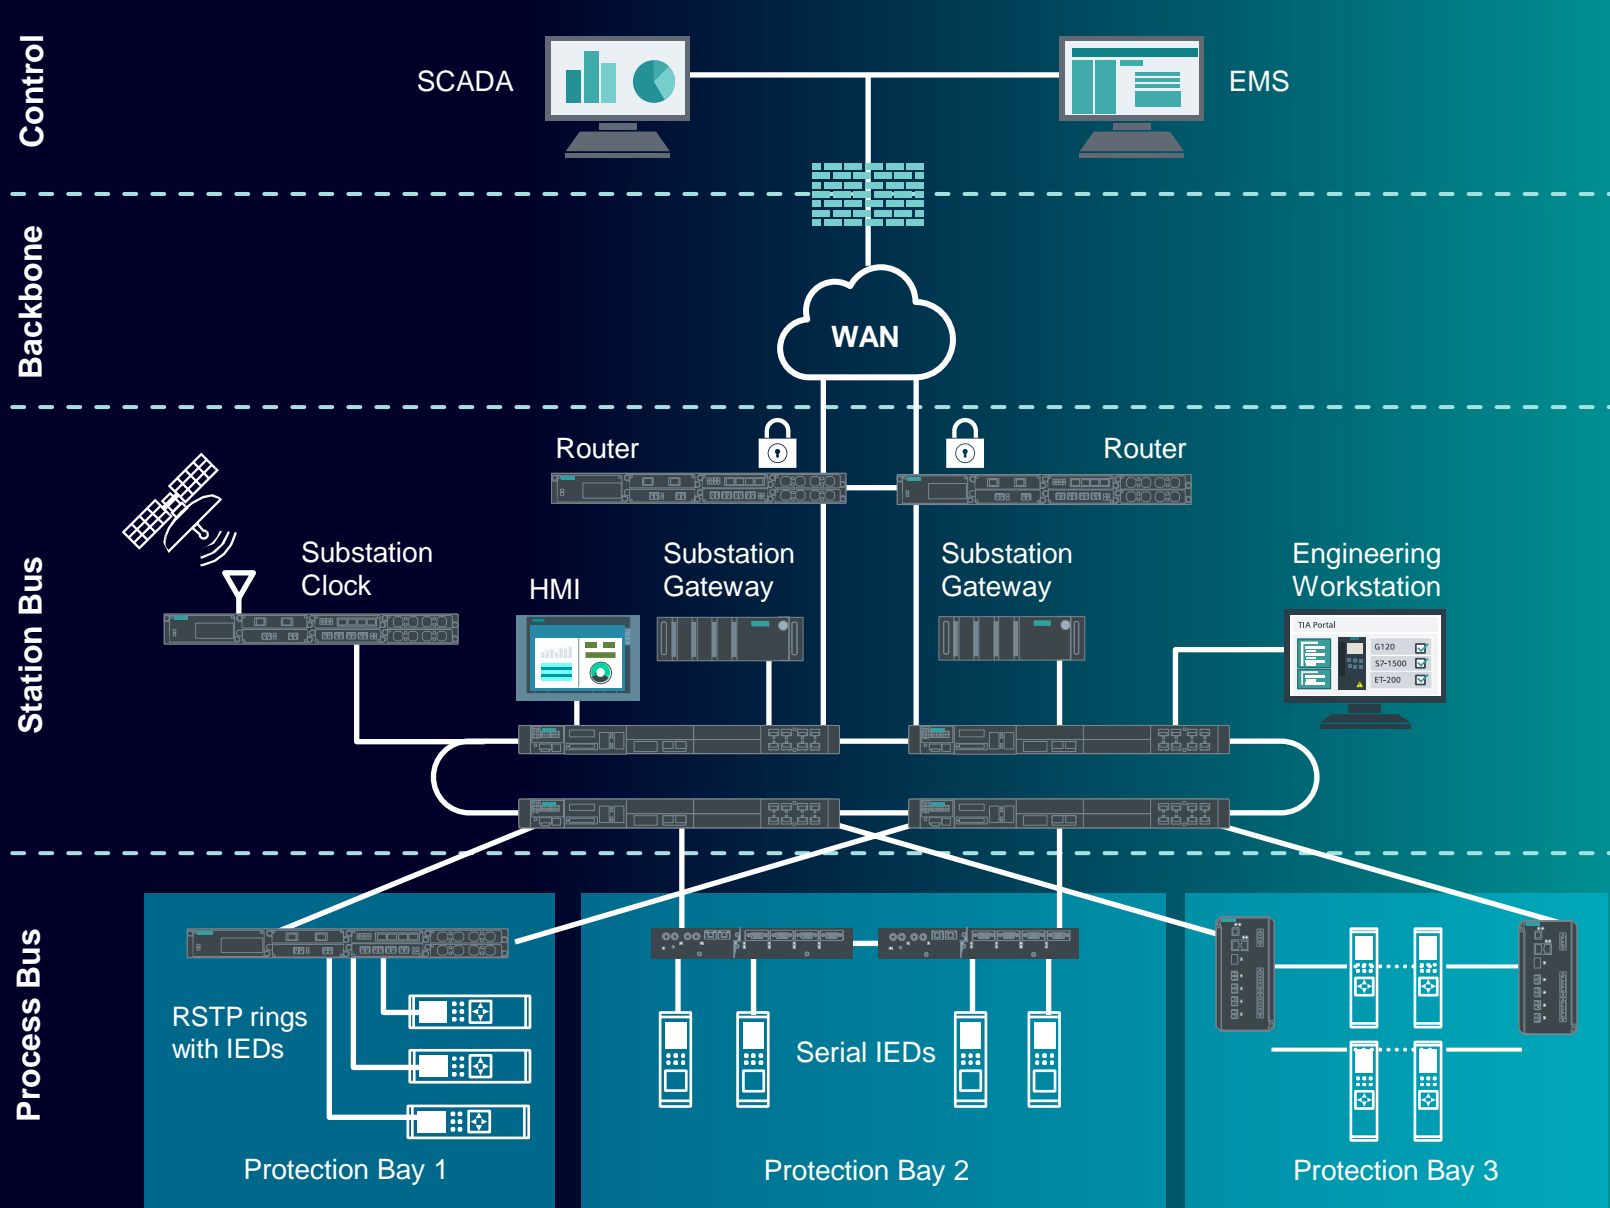 Control
SCADA
EMS
Backbone
WAN
Station Bus
Router
Router
Substation
Clock
HMI
Substation
Gateway
Substation
Gateway
Engineering
Workstation
TIA Portal
G120
S7-1500
ET-200
Process Bus
RSTP rings
with IEDs
Serial IEDs
Protection Bay 1
Protection Bay 2
Protection Bay 3